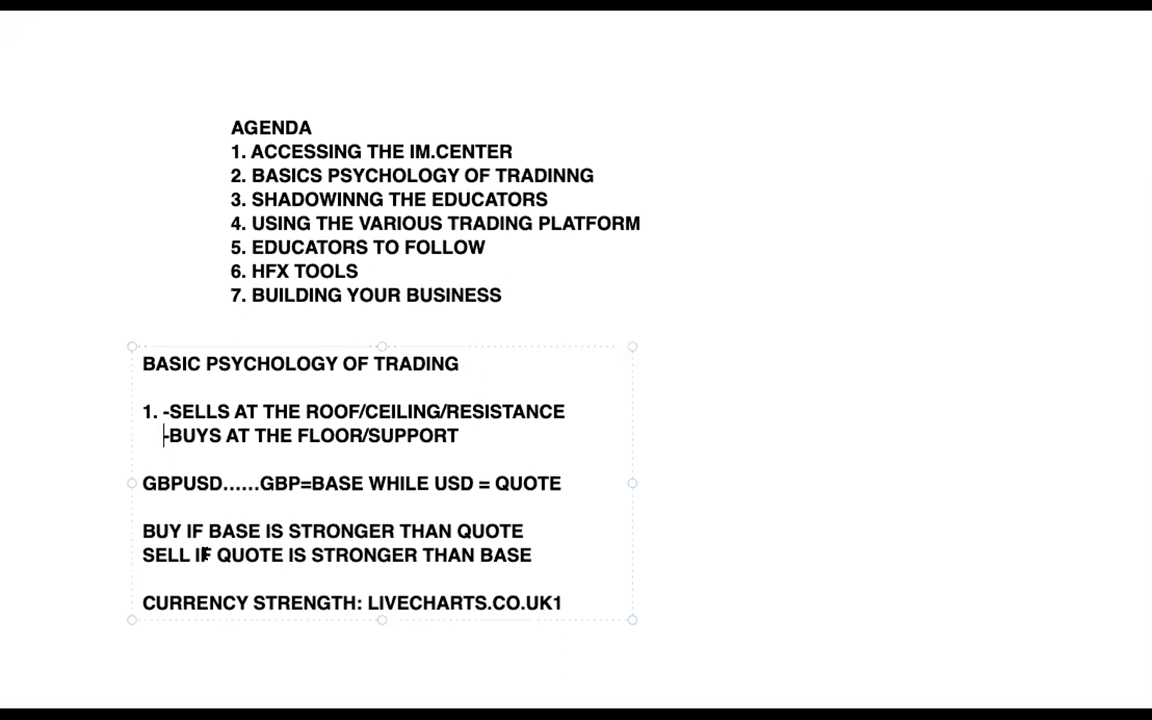 AGENDA
1. ACCESSING THE IM.CENTER
2. BASICS PSYCHOLOGY OF TRADINNG
3. SHADOWINNG THE EDUCATORS
4. USING THE VARIOUS TRADING PLATFORM
5. EDUCATORS TO FOLLOW
6. HFX TOOLS
7. BUILDING YOUR BUSINESS
BASIC PSYCHOLOGY OF TRADING
1. -SELLS AT THE ROOF/CEILING/RESISTANCE
-BUYS AT THE FLOOR/SUPPORT
GBPUSD......GBP=BASE WHILE USD = QUOTE
BUY IF BASE IS STRONGER THAN QUOTE
SELL IF QUOTE IS STRONGER THAN BASE
CURRENCY STRENGTH: LIVECHARTS.CO.UK1